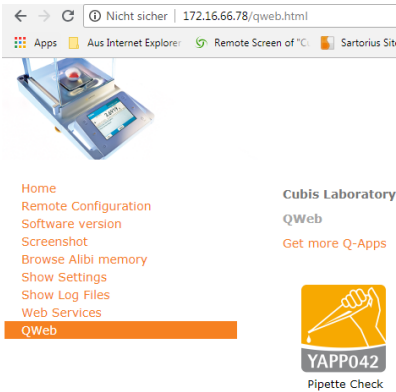 Nicht sicher | 172.16.66.78/qweb.html
Apps Aus Internet Explorer Remote Screen of "Cu Sartorius Site
Home
Remote Configuration
Software version
Screenshot
Browse Alibi memory
Show Settings
Show Log Files
Web Services
QWeb
Cubis Laboratory
QWeb
Get more Q-Apps
YAPP042
Pipette Check